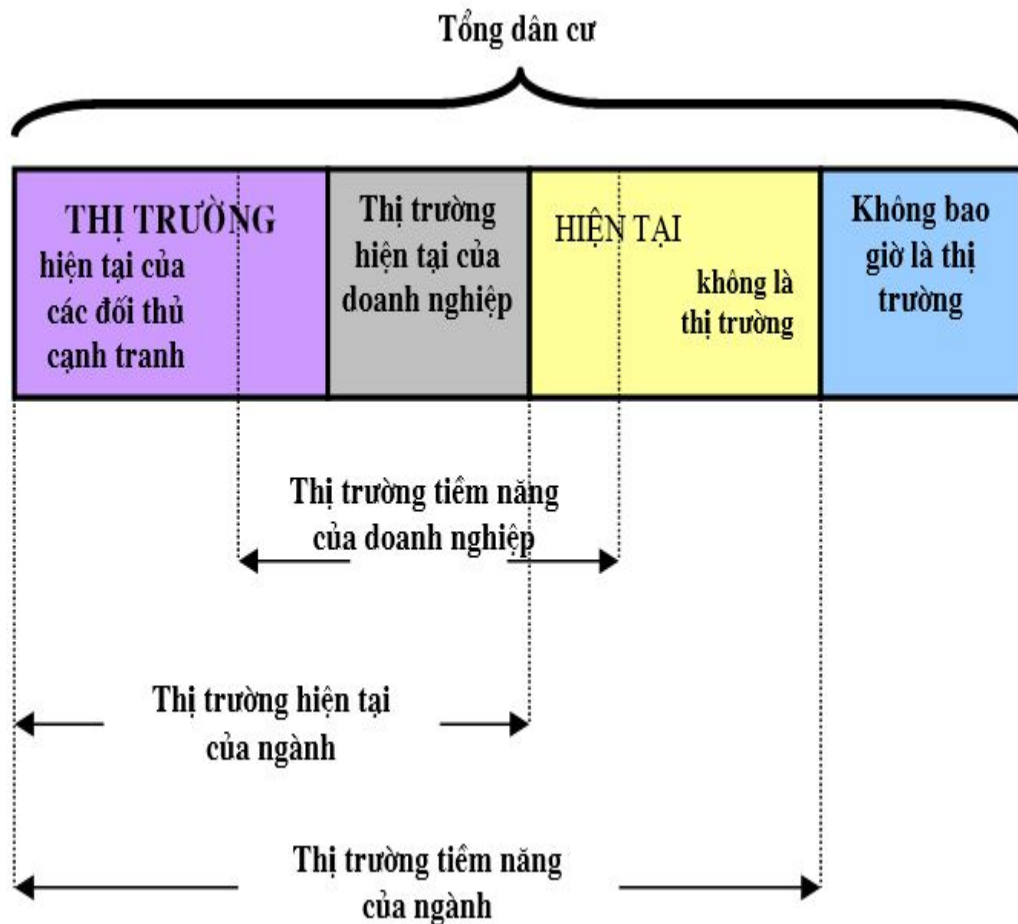 Tổng dân cư
THỊ TRƯỜNG
hiện tại của
các đối thủ
cạnh tranh
Thị trường
hiện tại của
doanh nghiệp
HIỆN TẠI
không là
thị trường
Không bao
giờ là thị
trường
Thị trường tiềm năng
của doanh nghiệp
Thị trường hiện tại
của ngành
Thị trường tiềm năng
của ngành